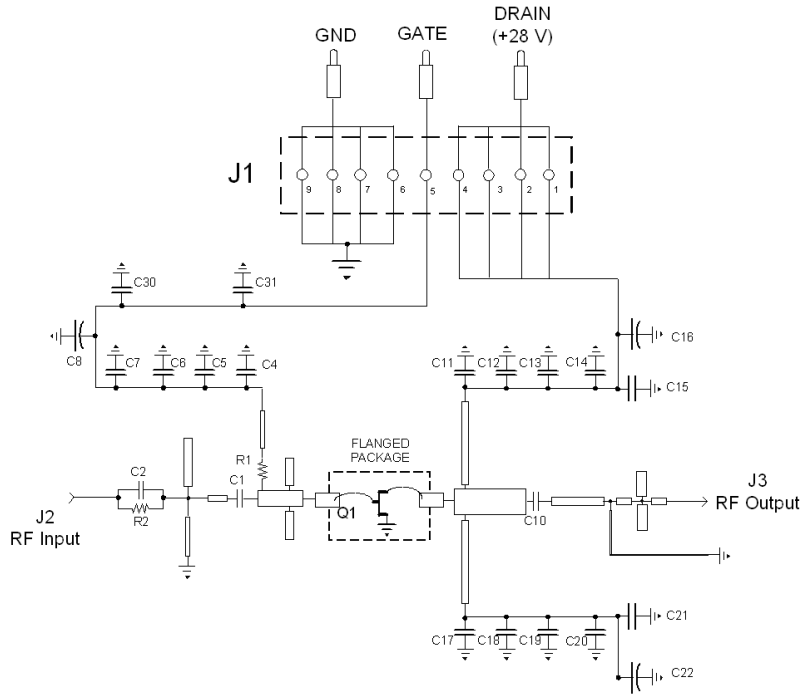 DRAIN
(+28 V)
GND
GATE
J1
9
8
7
6
5
4
3
2
1
C30
C31
C8
C7
C6
C5
C4
C11
C12
C13
C14
C16
C15
FLANGED
PACKAGE
R1
C2
R2
C1
Q1
C10
J2
RF Input
J3
RF Output
C17
C18
C19
C20
C21
C22